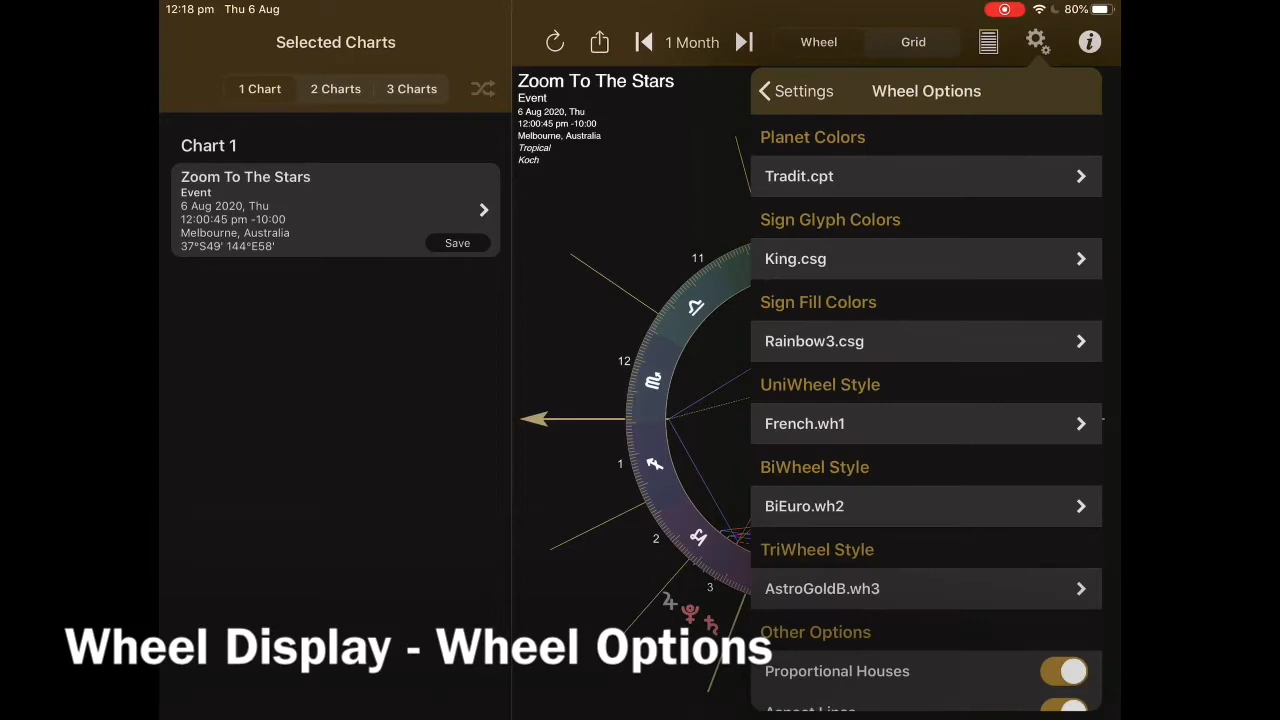 12:18 pm Thu 6 Aug
80%
Selected Charts
1 Month
Wheel
Grid
1 Chart
2 Charts
3 Charts
Chart 1
Zoom To The Stars
Event
6 Aug 2020, Thu
12:00:45 pm -10:00
Melbourne, Australia
37°S49' 144°E58'
Save
Zoom To The Stars
Event
6 Aug 2020, Thu
12:00:45 pm -10:00
Melbourne, Australia
Tropical
Koch
11
12
1
2
3
Settings
Wheel Options
Planet Colors
Tradit.cpt
Sign Glyph Colors
King.csg
Sign Fill Colors
Rainbow3.csg
UniWheel Style
French.wh1
BiWheel Style
BiEuro.wh2
TriWheel Style
AstroGoldB.wh3
Other Options
Proportional Houses
Aspect Lines
Wheel Display - Wheel Options